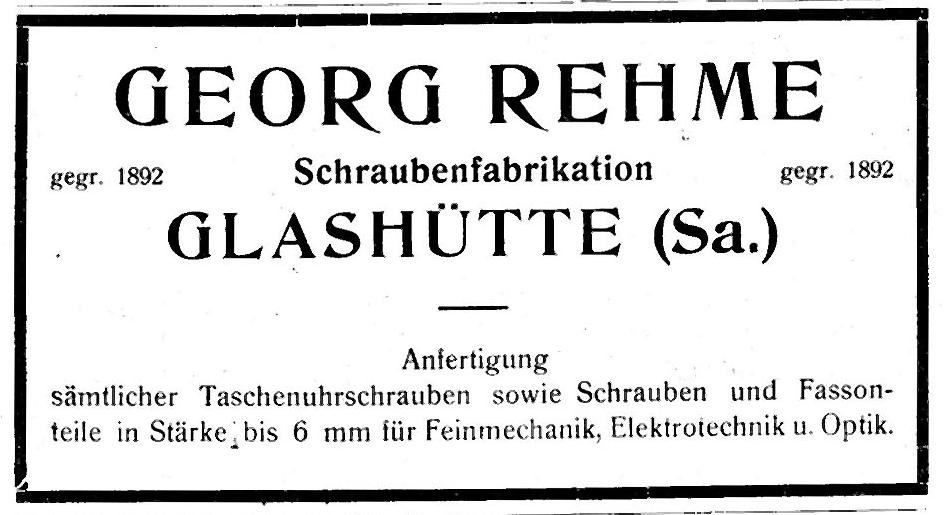 GEORG REHME
gegr. 1892 Schraubenfabrikation gegr. 1892
GLASHÜTTE (Sa.)
Anfertigung
sämtlicher Taschenuhrschrauben sowie Schrauben und Fasson-
teile in Stärke bis 6 mm für Feinmechanik, Elektrotechnik u. Optik.